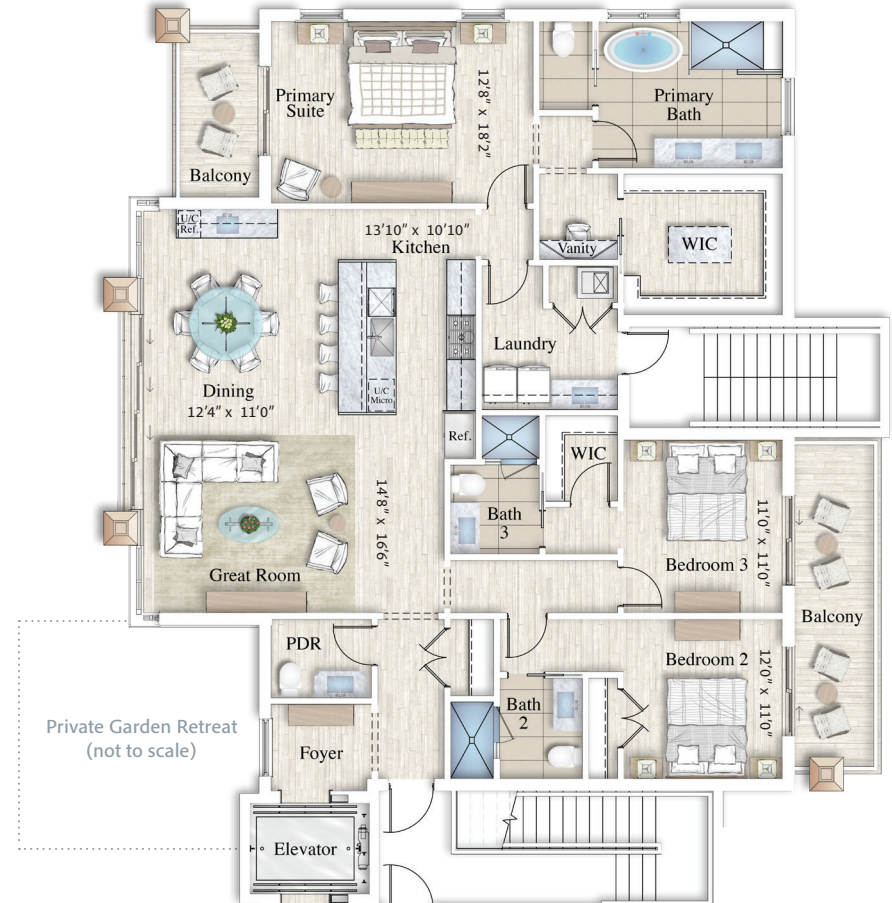 Primary
Suite
12'8" x 18'2"
Primary
Bath
Balcony
U/C
Ref.
13'10" x 10'10"
Kitchen
Vanity
WIC
Laundry
Dining
12'4" x 11'0"
U/C
Micro
Ref.
WIC
Bath
3
14'8" x 16'6"
Great Room
11'0" x 11'0"
Bedroom 3
Balcony
PDR
Bedroom 2
12'0" x 11'0"
Bath
2
Private Garden Retreat
(not to scale)
Foyer
Elevator